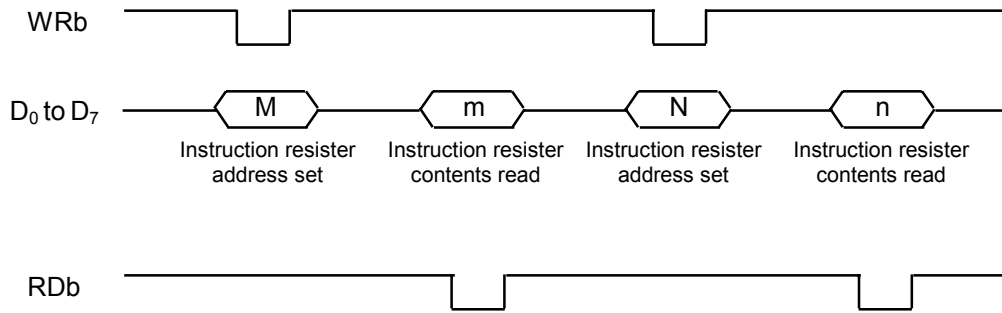 WRb
D₀ to D₇
M
m
N
n
Instruction resister
address set
Instruction resister
contents read
Instruction resister
address set
Instruction resister
contents read
RDb